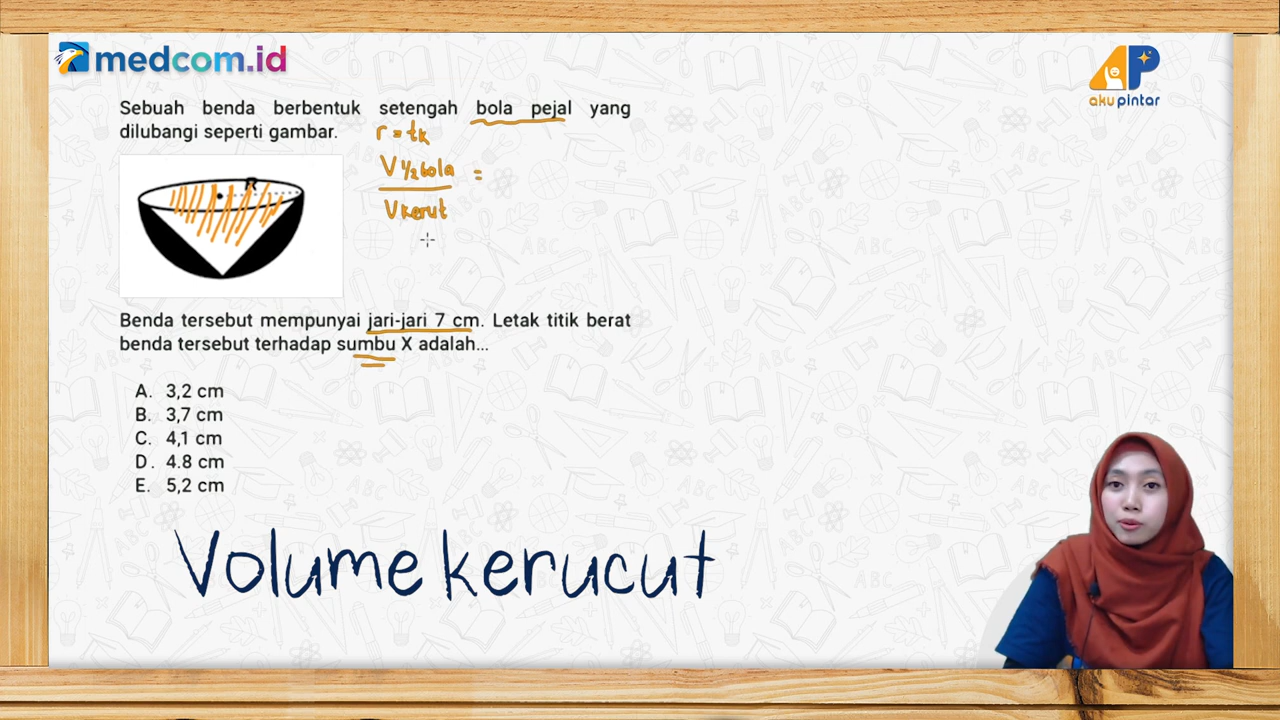 medcom.id
AP
aku pintar
Sebuah benda berbentuk setengah bola pejal yang
dilubangi seperti gambar.
r = tk
V 1/2 bola =
V kerut
R
Benda tersebut mempunyai jari-jari 7 cm. Letak titik berat
benda tersebut terhadap sumbu X adalah...
A. 3,2 cm
B. 3,7 cm
C. 4,1 cm
D. 4.8 cm
E. 5,2 cm
Volume kerucut